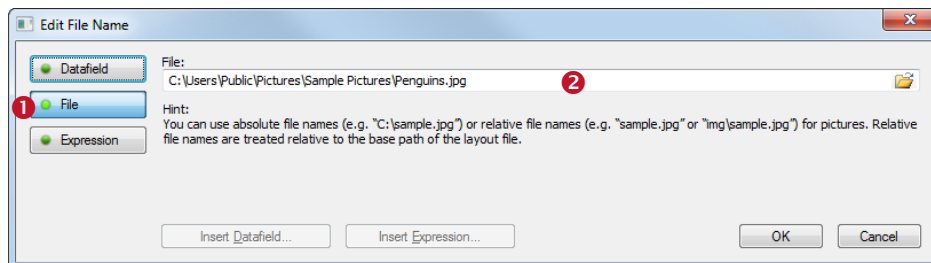 Edit File Name
x
Datafield
File:
C:\Users\Public\Pictures\Sample Pictures\Penguins.jpg
2
1
File
Hint:
You can use absolute file names (e.g. "C:\sample.jpg") or relative file names (e.g. "sample.jpg" or "img\sample.jpg") for pictures. Relative
file names are treated relative to the base path of the layout file.
Expression
Insert Datafield...
Insert Expression...
OK
Cancel